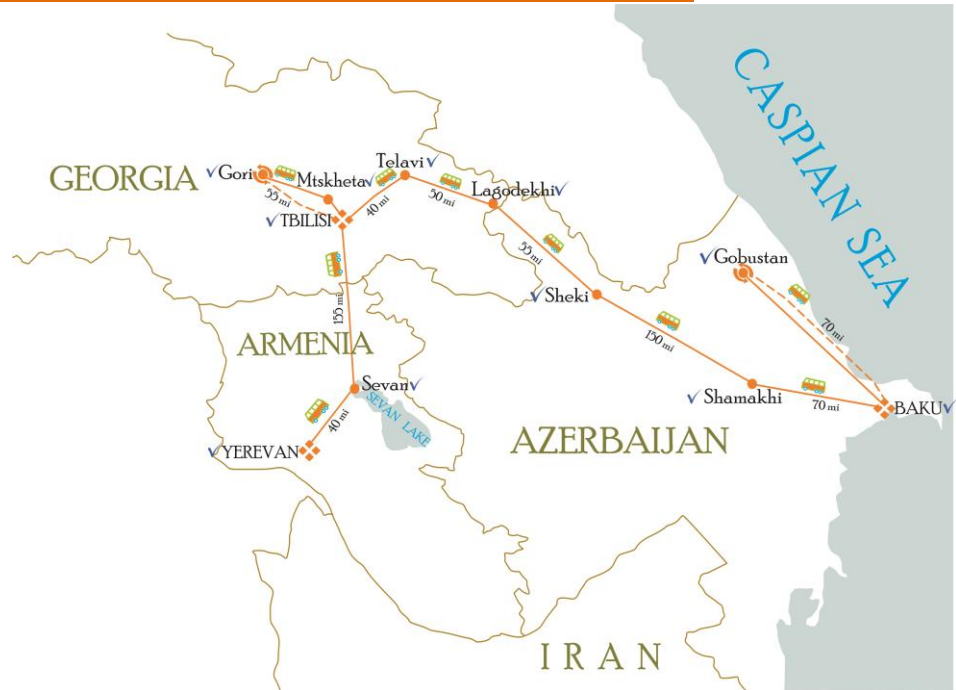 CASPIAN SEA
GEORGIA
Gori
Mtskheta
Telavi
Lagodekhi
55 mi
TBILISI
40 mi
50 mi
55 mi
Gobustan
Sheki
70 mi
155 mi
150 mi
ARMENIA
Sevan
SEVAN LAKE
40 mi
YEREVAN
Shamakhi
70 mi
BAKU
AZERBAIJAN
IRAN